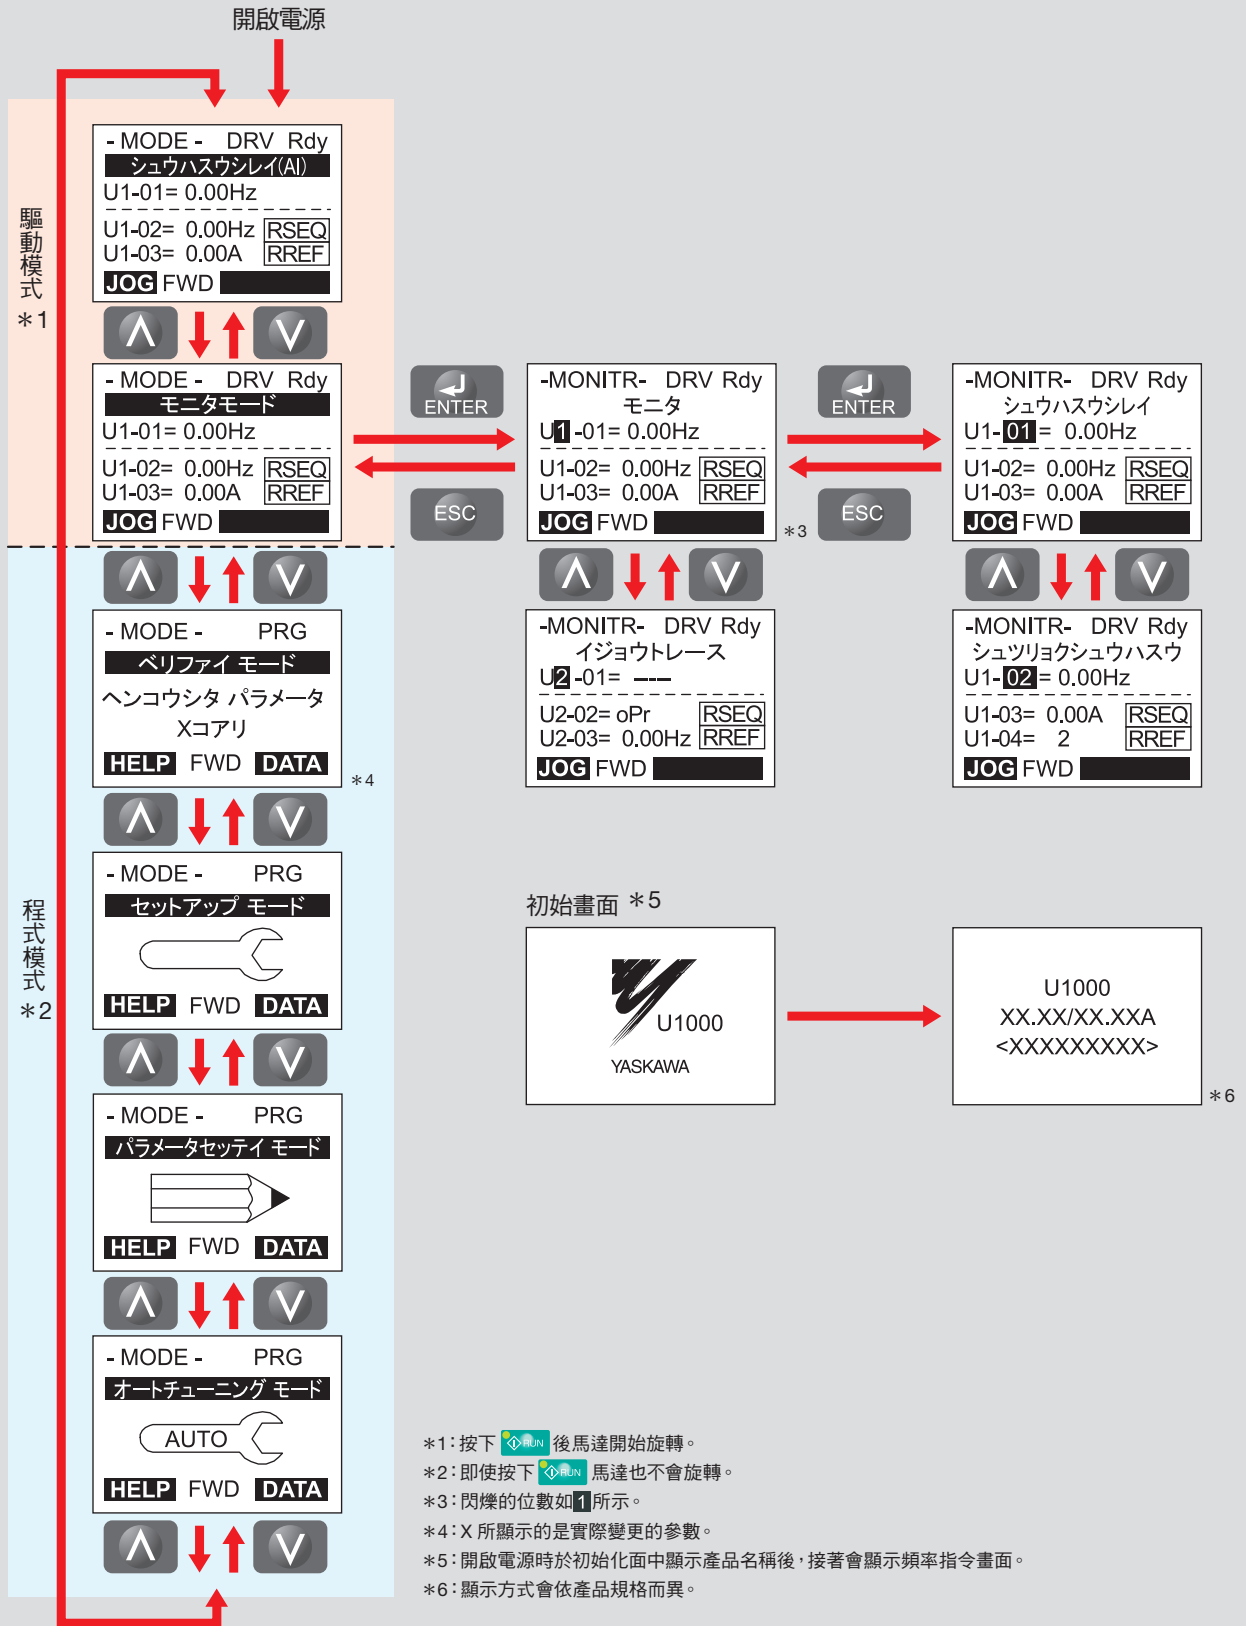 開啟電源
驅動模式
＊1
- MODE - DRV Rdy
シュウハスウシレイ(AI)
U1-01= 0.00Hz
U1-02= 0.00Hz RSEQ
U1-03= 0.00A RREF
JOG FWD
- MODE - DRV Rdy
モニタモード
U1-01= 0.00Hz
U1-02= 0.00Hz RSEQ
U1-03= 0.00A RREF
JOG FWD
ENTER
ESC
-MONITR- DRV Rdy
モニタ
U1 -01= 0.00Hz
U1-02= 0.00Hz RSEQ
U1-03= 0.00A RREF
JOG FWD
＊3
ENTER
ESC
-MONITR- DRV Rdy
シュウハスウシレイ
U1- 01 = 0.00Hz
U1-02= 0.00Hz RSEQ
U1-03= 0.00A RREF
JOG FWD
-MONITR- DRV Rdy
イジョウトレース
U2 -01= ---
U2-02= oPr RSEQ
U2-03= 0.00Hz RREF
JOG FWD
-MONITR- DRV Rdy
シュツリョクシュウハスウ
U1- 02 = 0.00Hz
U1-03= 0.00A RSEQ
U1-04= 2 RREF
JOG FWD
程式模式
＊2
- MODE - PRG
ベリファイ モード
ヘンコウシタ パラメータ
Xコアリ
HELP FWD DATA
＊4
- MODE - PRG
セットアップ モード
HELP FWD DATA
- MODE - PRG
パラメータセッテイ モード
HELP FWD DATA
- MODE - PRG
オートチューニング モード
AUTO
HELP FWD DATA
初始畫面 ＊5
U1000
YASKAWA
U1000
XX.XX/XX.XXA
<XXXXXXXXX>
＊6
＊1：按下 RUN 後馬達開始旋轉。
＊2：即使按下 RUN 馬達也不會旋轉。
＊3：閃爍的位數如1所示。
＊4：X 所顯示的是實際變更的參數。
＊5：開啟電源時於初始化面中顯示產品名稱後，接著會顯示頻率指令畫面。
＊6：顯示方式會依產品規格而異。